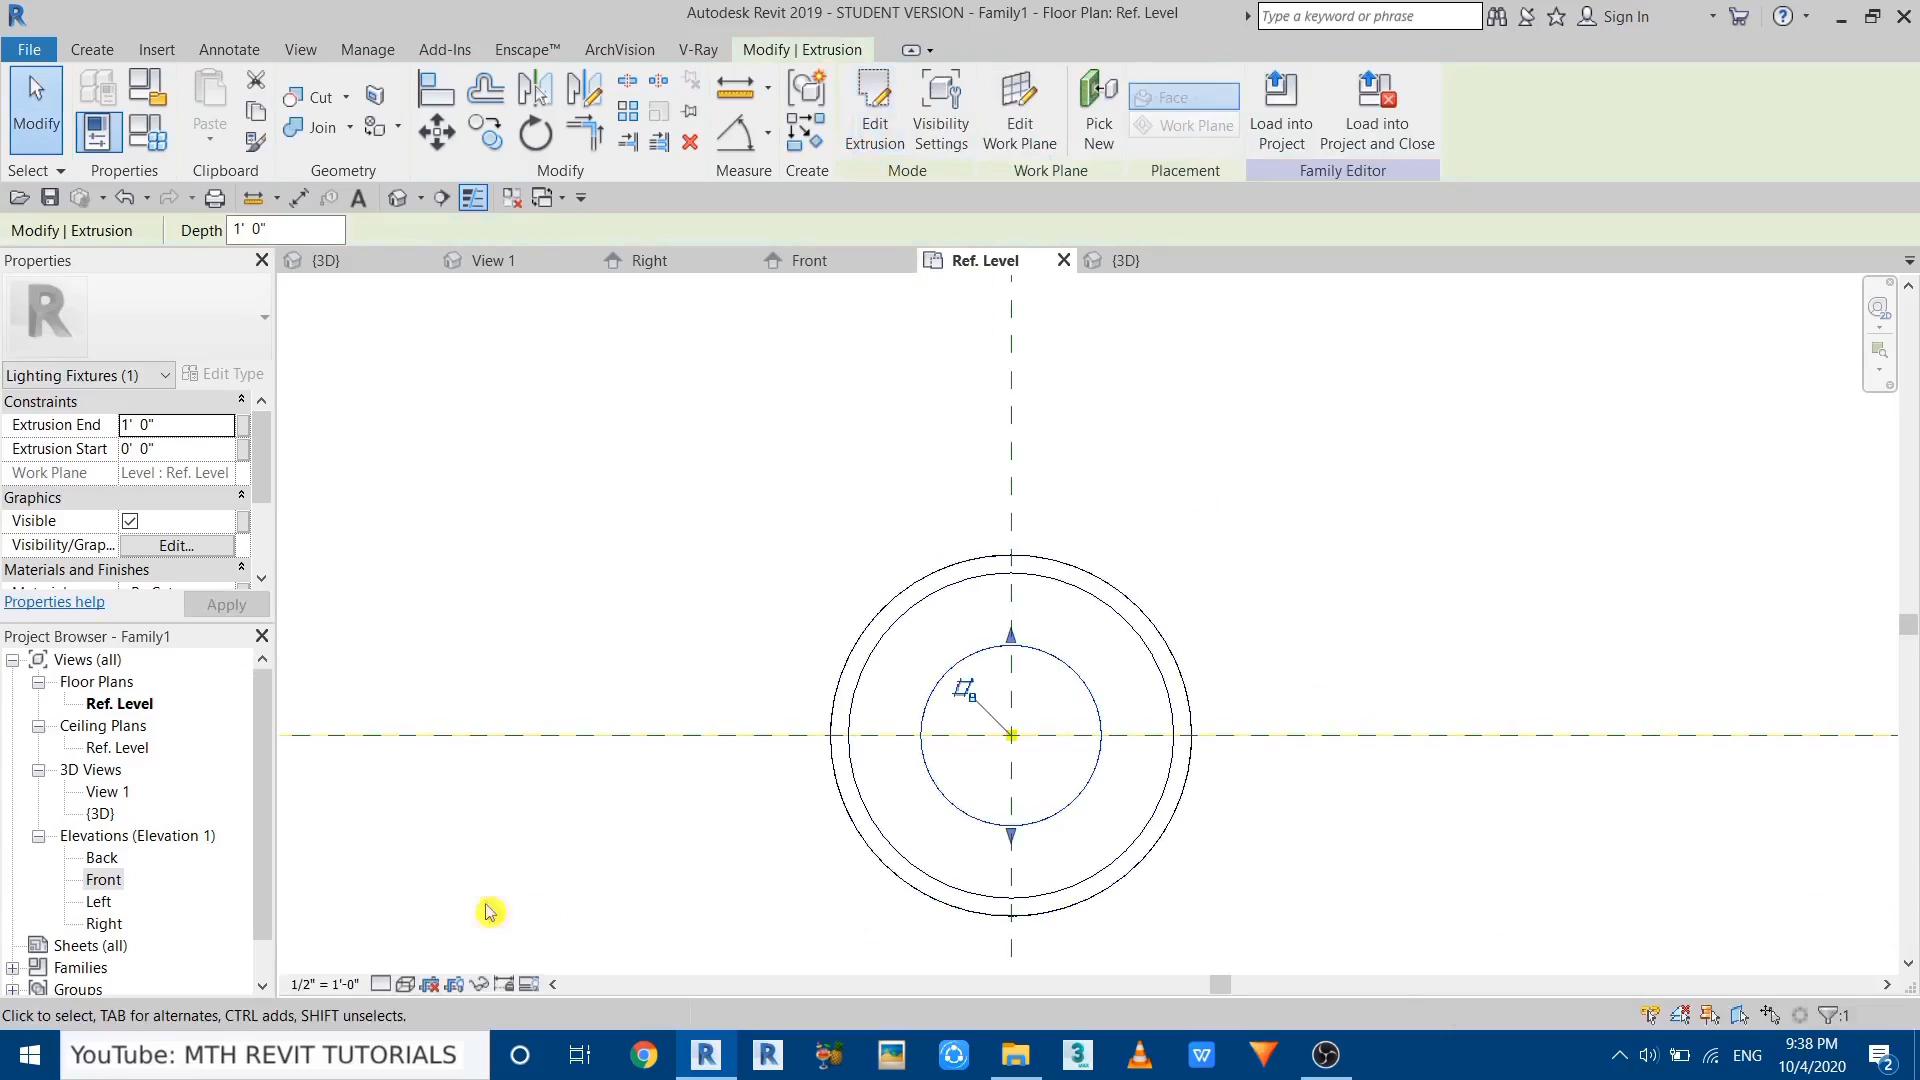 Autodesk Revit 2019 - STUDENT VERSION - Family1 - Floor Plan: Ref. Level
Type a keyword or phrase
Sign In
File Create Insert Annotate View Manage Add-Ins Enscape™ ArchVision V-Ray Modify | Extrusion
Modify
Paste
Cut
Join
Edit Extrusion
Visibility Settings
Edit Work Plane
Pick New
Face
Work Plane
Load into Project
Load into Project and Close
Select Properties Clipboard Geometry Modify Measure Create Mode Work Plane Placement Family Editor
Modify | Extrusion Depth 1' 0"
Properties
{3D} View 1 Right Front Ref. Level {3D}
Lighting Fixtures (1) Edit Type
Constraints
Extrusion End 1' 0"
Extrusion Start 0' 0"
Work Plane Level : Ref. Level
Graphics
Visible
Visibility/Grap... Edit...
Materials and Finishes
Properties help Apply
Project Browser - Family1
Views (all)
Floor Plans
Ref. Level
Ceiling Plans
Ref. Level
3D Views
View 1
{3D}
Elevations (Elevation 1)
Back
Front
Left
Right
Sheets (all)
Families
Groups
1/2" = 1'-0"
Click to select, TAB for alternates, CTRL adds, SHIFT unselects.
:1
YouTube: MTH REVIT TUTORIALS
ENG
9:38 PM
10/4/2020
2